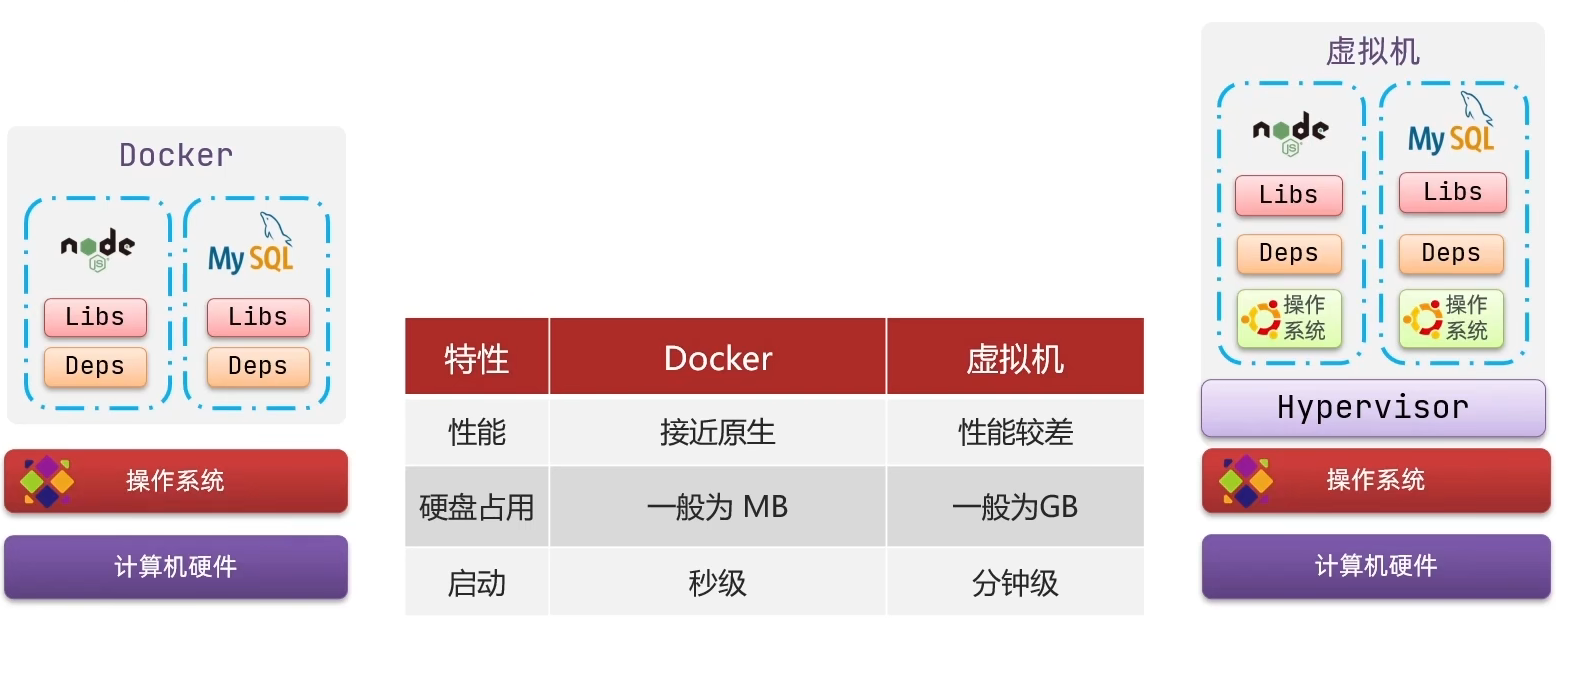 Docker
node
JS
MySQL
Libs
Libs
Deps
Deps
操作系统
计算机硬件
特性 Docker 虚拟机
性能 接近原生 性能较差
硬盘占用 一般为 MB 一般为GB
启动 秒级 分钟级
虚拟机
node
JS
MySQL
Libs
Libs
Deps
Deps
操作
系统
操作
系统
Hypervisor
操作系统
计算机硬件